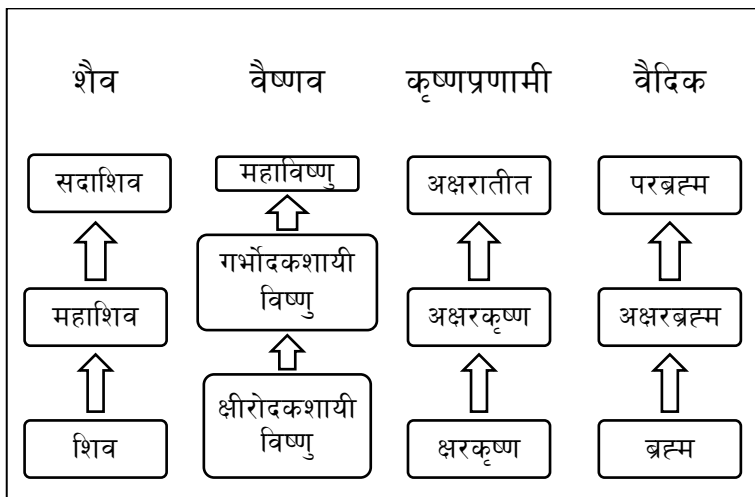 शैव वैष्णव कृष्णप्रणामी वैदिक
सदाशिव महाविष्णु अक्षरातीत परब्रह्म
गर्भोदकशायी
विष्णु
महाशिव अक्षरकृष्ण अक्षरब्रह्म
क्षीरोदकशायी
विष्णु
शिव क्षरकृष्ण ब्रह्म